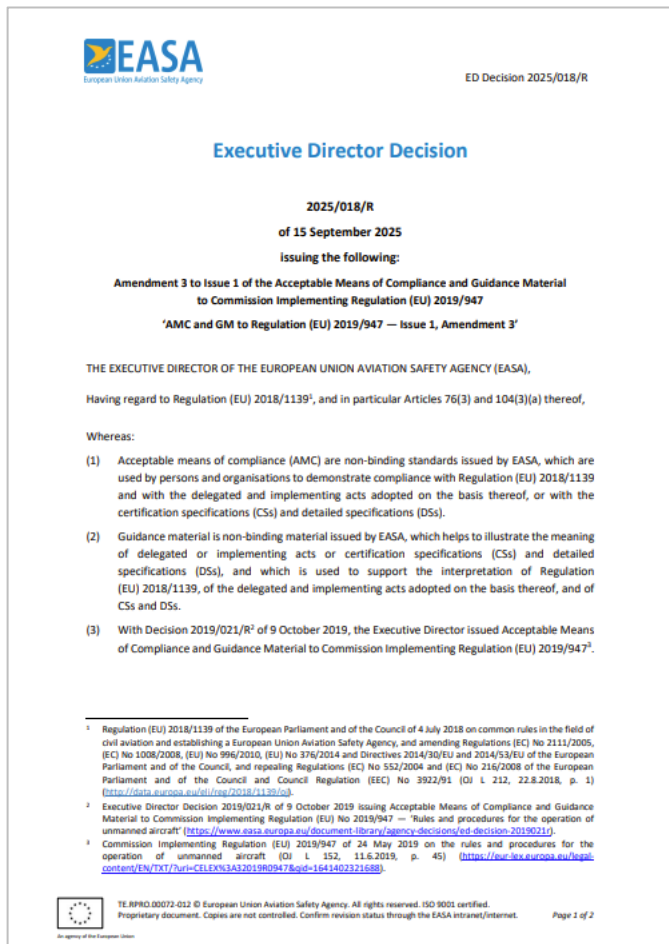 EASA
European Union Aviation Safety Agency
ED Decision 2025/018/R
Executive Director Decision
2025/018/R
of 15 September 2025
issuing the following:
Amendment 3 to Issue 1 of the Acceptable Means of Compliance and Guidance Material
to Commission Implementing Regulation (EU) 2019/947
‘AMC and GM to Regulation (EU) 2019/947 — Issue 1, Amendment 3’
THE EXECUTIVE DIRECTOR OF THE EUROPEAN UNION AVIATION SAFETY AGENCY (EASA),
Having regard to Regulation (EU) 2018/1139¹, and in particular Articles 76(3) and 104(3)(a) thereof,
Whereas:
(1) Acceptable means of compliance (AMC) are non-binding standards issued by EASA, which are
used by persons and organisations to demonstrate compliance with Regulation (EU) 2018/1139
and with the delegated and implementing acts adopted on the basis thereof, or with the
certification specifications (CSs) and detailed specifications (DSs).
(2) Guidance material is non-binding material issued by EASA, which helps to illustrate the meaning
of delegated or implementing acts or certification specifications (CSs) and detailed
specifications (DSs), and which is used to support the interpretation of Regulation
(EU) 2018/1139, of the delegated and implementing acts adopted on the basis thereof, and of
CSs and DSs.
(3) With Decision 2019/021/R² of 9 October 2019, the Executive Director issued Acceptable Means
of Compliance and Guidance Material to Commission Implementing Regulation (EU) 2019/947³.
¹ Regulation (EU) 2018/1139 of the European Parliament and of the Council of 4 July 2018 on common rules in the field of
civil aviation and establishing a European Union Aviation Safety Agency, and amending Regulations (EC) No 2111/2005,
(EC) No 1008/2008, (EU) No 996/2010, (EU) No 376/2014 and Directives 2014/30/EU and 2014/53/EU of the European
Parliament and of the Council, and repealing Regulations (EC) No 552/2004 and (EC) No 216/2008 of the European
Parliament and of the Council and Council Regulation (EEC) No 3922/91 (OJ L 212, 22.8.2018, p. 1)
(http://data.europa.eu/eli/reg/2018/1139/oj).
² Executive Director Decision 2019/021/R of 9 October 2019 issuing Acceptable Means of Compliance and Guidance
Material to Commission Implementing Regulation (EU) No 2019/947 — ‘Rules and procedures for the operation of
unmanned aircraft’ (https://www.easa.europa.eu/document-library/agency-decisions/ed-decision-2019021r).
³ Commission Implementing Regulation (EU) 2019/947 of 24 May 2019 on the rules and procedures for the
operation of unmanned aircraft (OJ L 152, 11.6.2019, p. 45) (https://eur-lex.europa.eu/legal-
content/EN/TXT/?uri=CELEX%3A32019R0947&qid=1641402321688).
TE.RPRO.00072-012 © European Union Aviation Safety Agency. All rights reserved. ISO 9001 certified.
Proprietary document. Copies are not controlled. Confirm revision status through the EASA intranet/internet.
Page 1 of 2
An agency of the European Union